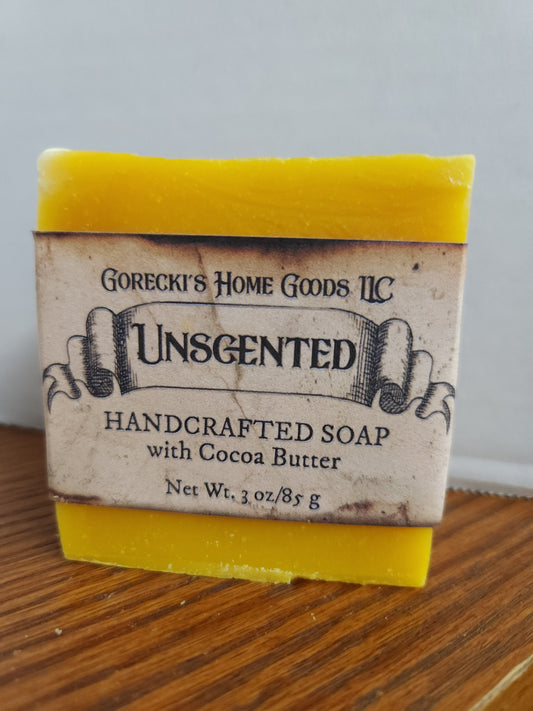 Gorecki's Home Goods LLC
Unscented
HANDCRAFTED SOAP
with Cocoa Butter
Net Wt. 3 oz/85 g